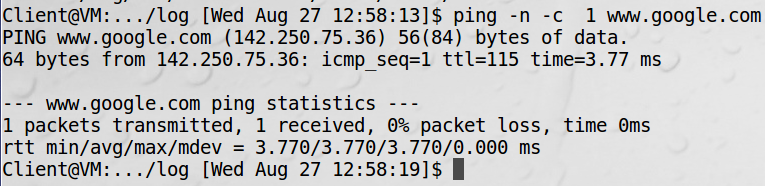 Client@VM:.../log [Wed Aug 27 12:58:13]$ ping -n -c  1 www.google.com
PING www.google.com (142.250.75.36) 56(84) bytes of data.
64 bytes from 142.250.75.36: icmp_seq=1 ttl=115 time=3.77 ms

--- www.google.com ping statistics ---
1 packets transmitted, 1 received, 0% packet loss, time 0ms
rtt min/avg/max/mdev = 3.770/3.770/3.770/0.000 ms
Client@VM:.../log [Wed Aug 27 12:58:19]$